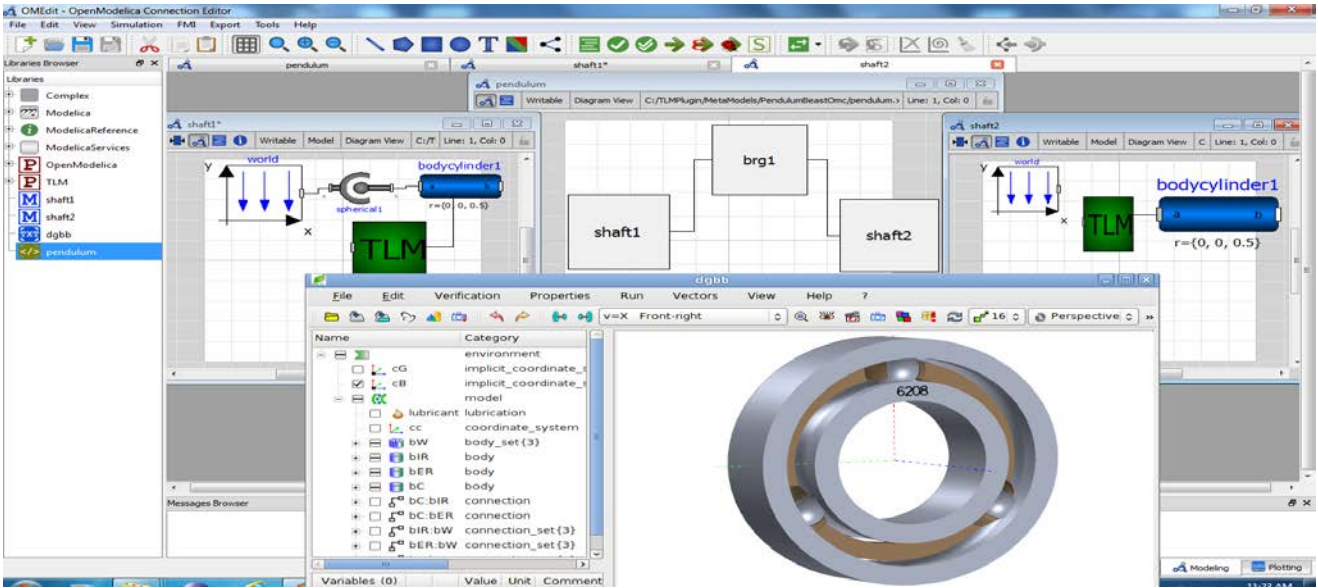 OMEdit - OpenModelica Connection Editor
File Edit View Simulation FMI Export Tools Help
Libraries Browser
pendulum
shaft1*
shaft2
Libraries
Complex
Modelica
ModelicaReference
ModelicaServices
OpenModelica
TLM
shaft1
shaft2
dgbb
pendulum
pendulum
Writable Diagram View C:/TLMPlugin/MetaModels/PendulumBeastOmc/pendulum.> Line: 1, Col: 0
shaft1*
Writable Model Diagram View C:/T Line: 1, Col: 0
y
world
x
spherical1
bodycylinder1
a b
r={0, 0, 0.5}
TLM
shaft1
brg1
shaft2
shaft2
Writable Model Diagram View C Line: 1, Col: 0
y
world
x
TLM
bodycylinder1
a b
r={0, 0, 0.5}
dgbb
File Edit Verification Properties Run Vectors View Help ?
v=X Front-right
16
Perspective
Name Category
environment
cG implicit_coordinate_s
cB implicit_coordinate_s
model
lubricant lubrication
cc coordinate_system
bW body_set{3}
bIR body
bER body
bC body
bC:bIR connection
bC:bER connection
bIR:bW connection_set{3}
bER:bW connection_set{3}
Variables (0) Value Unit Comment
6208
Messages Browser
Modeling
Plotting